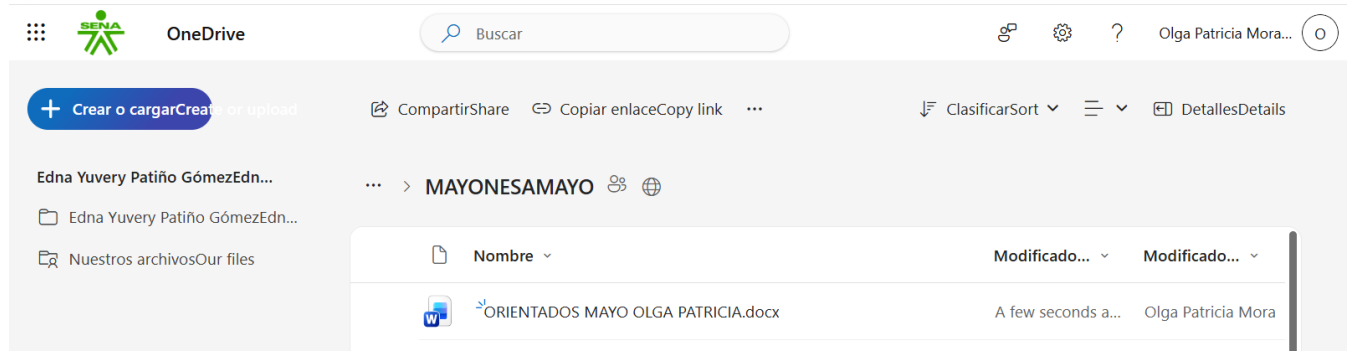 SENA OneDrive Buscar Olga Patricia Mora... O
Crear o cargarCreate or upload CompartirShare Copiar enlaceCopy link ... ClasificarSort DetallesDetails
Edna Yuvery Patiño GómezEdn... ... > MAYONESAMAYO
Edna Yuvery Patiño GómezEdn...
Nuestros archivosOur files
Nombre Modificado... Modificado...
ORIENTADOS MAYO OLGA PATRICIA.docx A few seconds a... Olga Patricia Mora